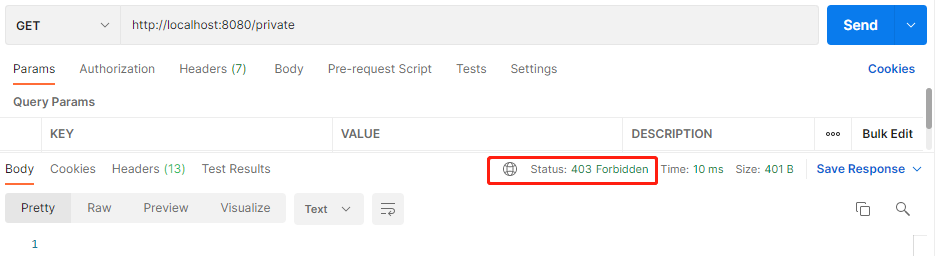 GET http://localhost:8080/private Send
Params Authorization Headers (7) Body Pre-request Script Tests Settings Cookies
Query Params
KEY VALUE DESCRIPTION Bulk Edit
Body Cookies Headers (13) Test Results Status: 403 Forbidden Time: 10 ms Size: 401 B Save Response
Pretty Raw Preview Visualize Text
1